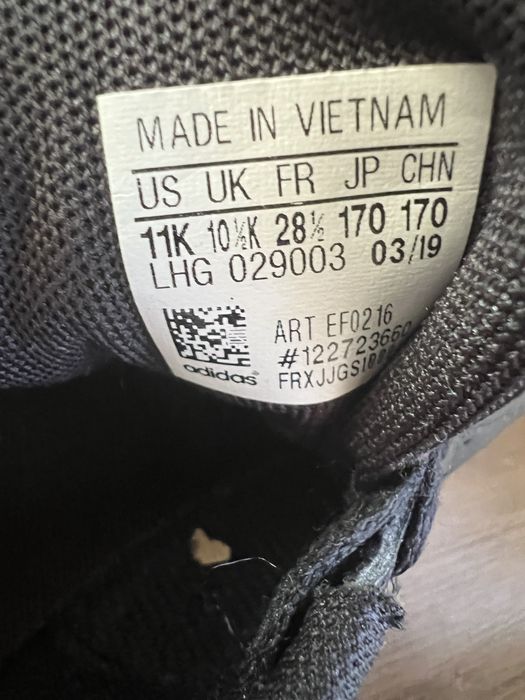 MADE IN VIETNAM
US UK FR JP CHN
11K 10½K 28½ 170 170
LHG 029003 03/19
ART EF0216
#122723660
adidas